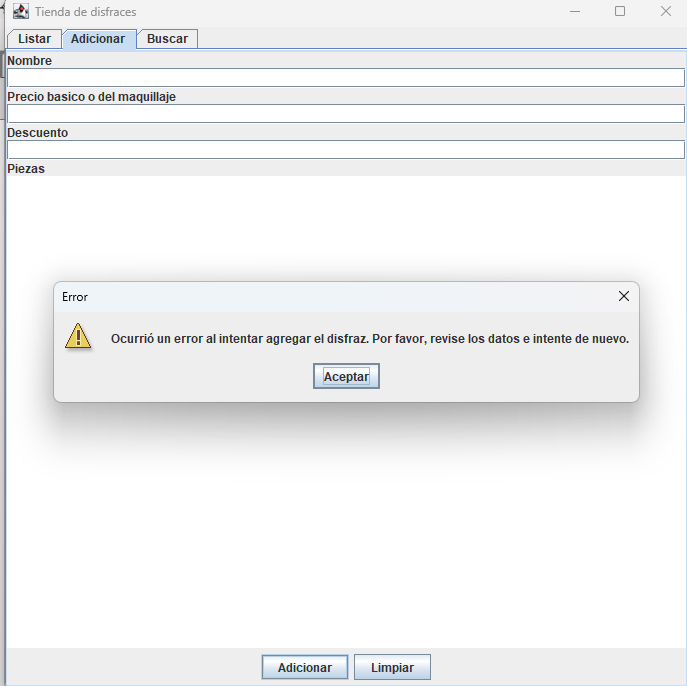 Tienda de disfraces
Listar
Adicionar
Buscar
Nombre
Precio basico o del maquillaje
Descuento
Piezas
Error
Ocurrió un error al intentar agregar el disfraz. Por favor, revise los datos e intente de nuevo.
Aceptar
Adicionar
Limpiar